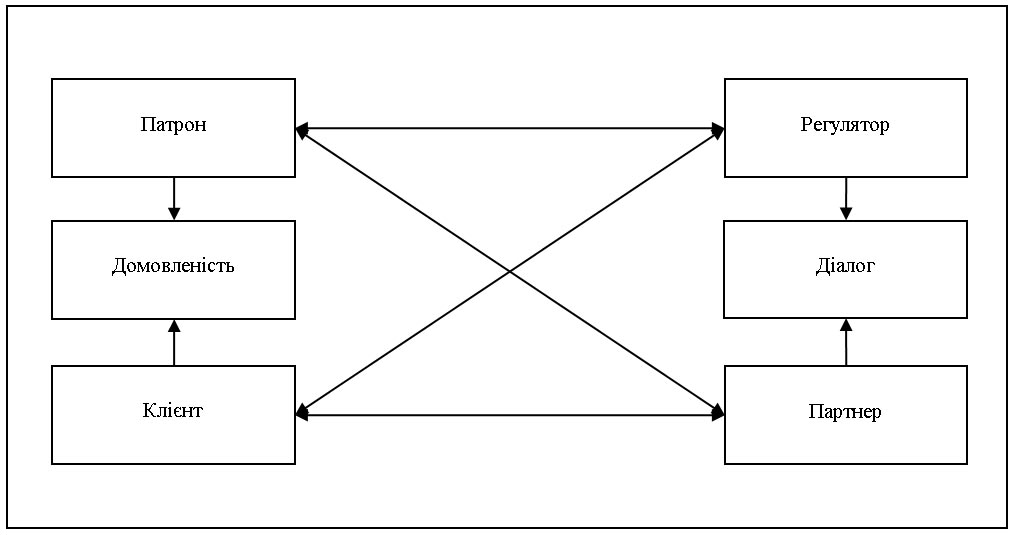 Патрон
Регулятор
Домовленість
Діалог
Клієнт
Партнер